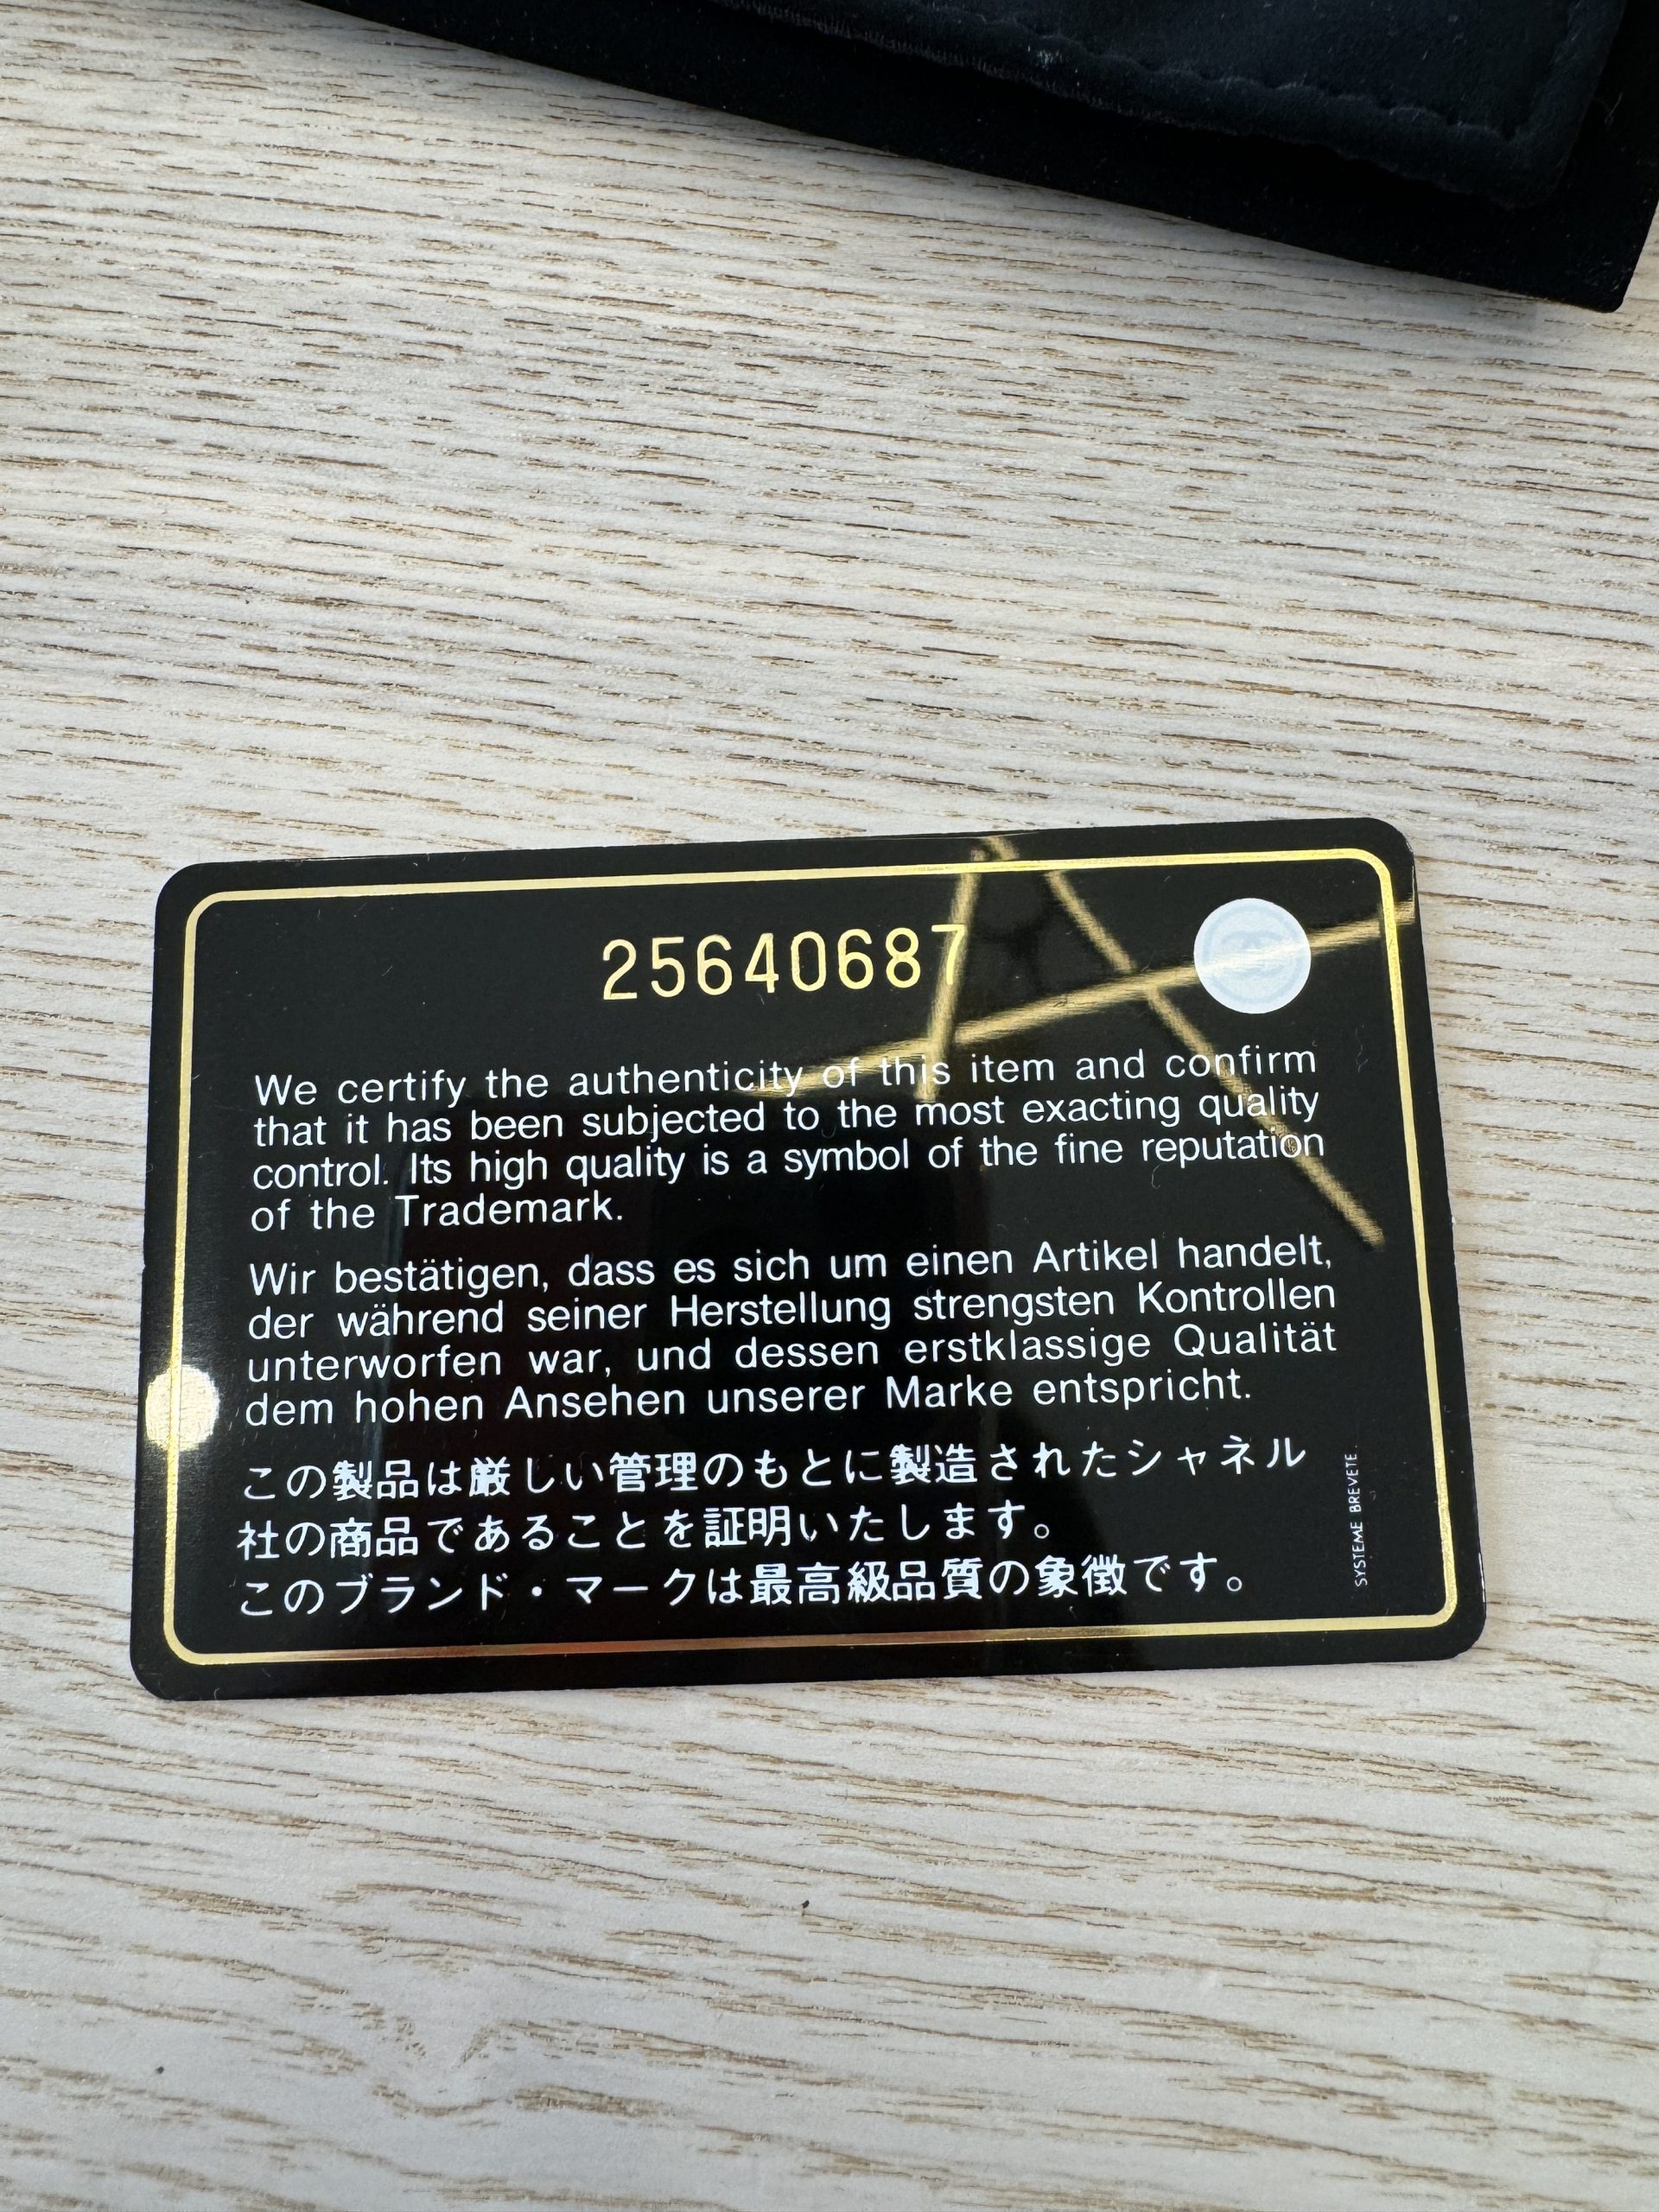 25640687
We certify the authenticity of this item and confirm
that it has been subjected to the most exacting quality
control. Its high quality is a symbol of the fine reputation
of the Trademark.
Wir bestätigen, dass es sich um einen Artikel handelt,
der während seiner Herstellung strengsten Kontrollen
unterworfen war, und dessen erstklassige Qualität
dem hohen Ansehen unserer Marke entspricht.
この製品は厳しい管理のもとに製造されたシャネル
社の商品であることを証明いたします。
このブランド・マークは最高級品質の象徴です。
SYSTEME BREVETE.